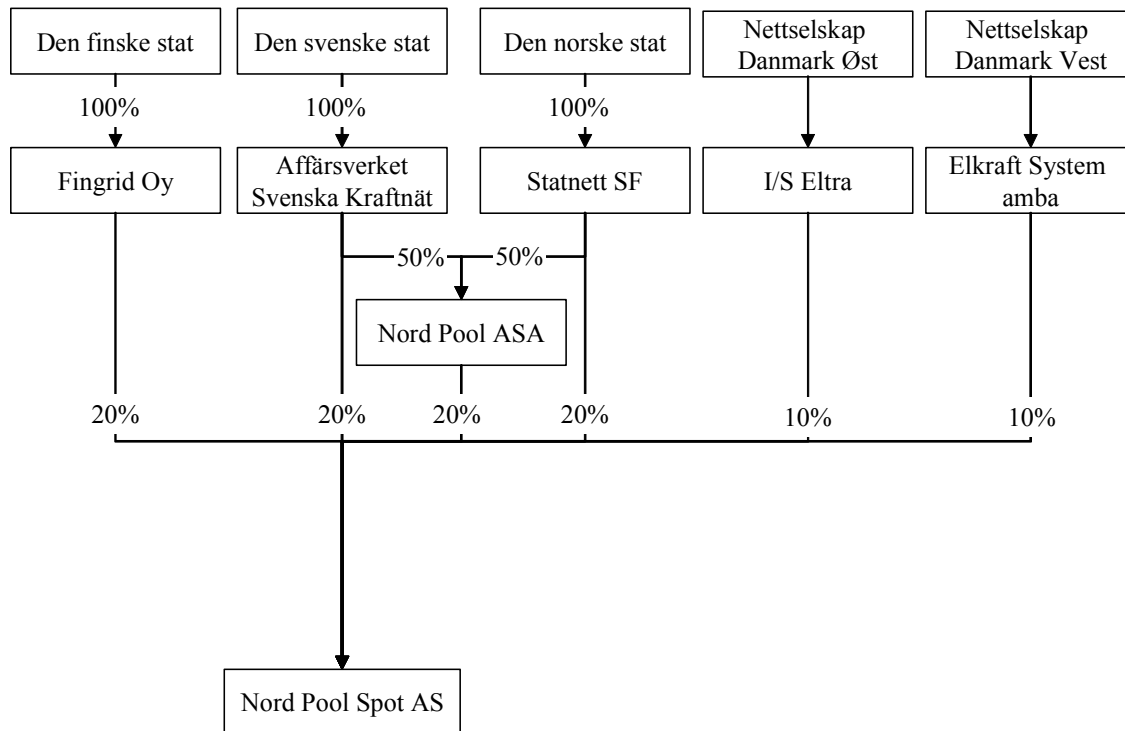 Den finske stat
Den svenske stat
Den norske stat
Nettselskap
Danmark Øst
Nettselskap
Danmark Vest
100%
100%
100%
Fingrid Oy
Affärsverket
Svenska Kraftnät
Statnett SF
I/S Eltra
Elkraft System
amba
50%
50%
Nord Pool ASA
20%
20%
20%
20%
10%
10%
Nord Pool Spot AS